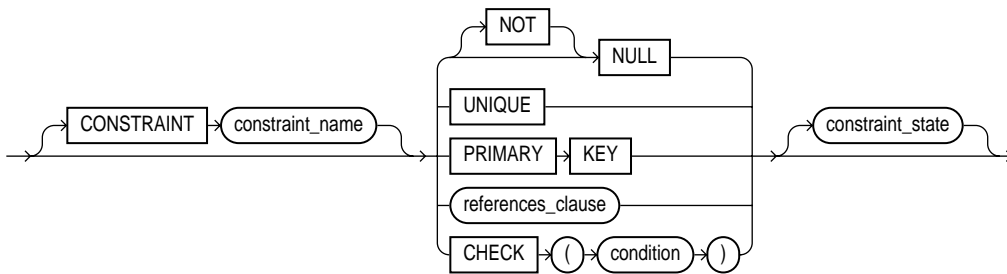 NOT
NULL
UNIQUE
CONSTRAINT constraint_name
constraint_state
PRIMARY KEY
references_clause
CHECK ( condition )